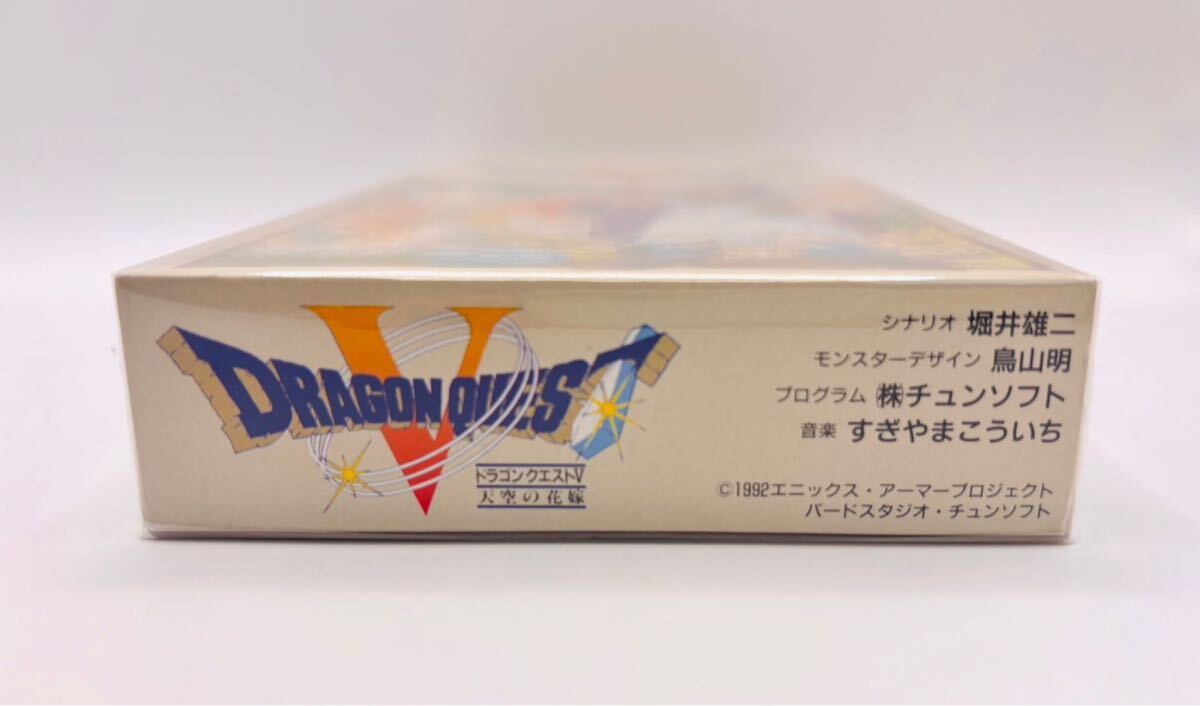 DRAGON QUEST
V
ドラゴンクエストV
天空の花嫁
シナリオ 堀井雄二
モンスターデザイン 鳥山明
プログラム ㈱チュンソフト
音楽 すぎやまこういち
©1992エニックス・アーマープロジェクト
バードスタジオ・チュンソフト